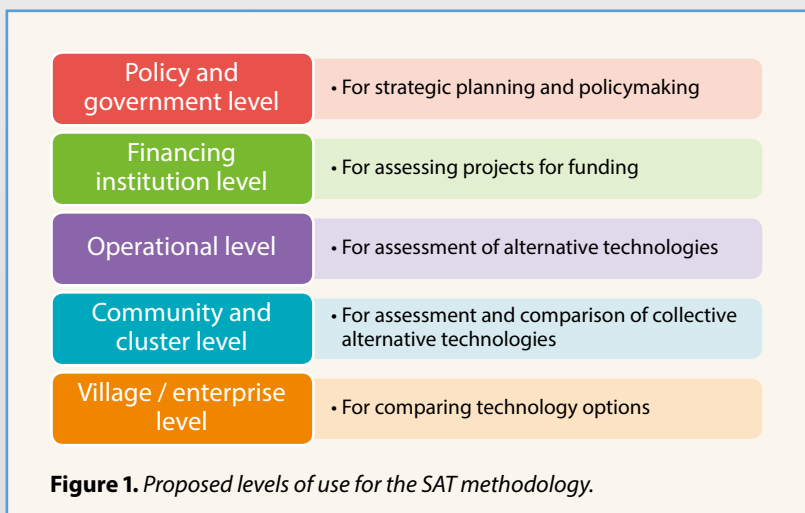 Policy and
government level
• For strategic planning and policymaking
Financing
institution level
• For assessing projects for funding
Operational level
• For assessment of alternative technologies
Community and
cluster level
• For assessment and comparison of collective
alternative technologies
Village / enterprise
level
• For comparing technology options
Figure 1. Proposed levels of use for the SAT methodology.